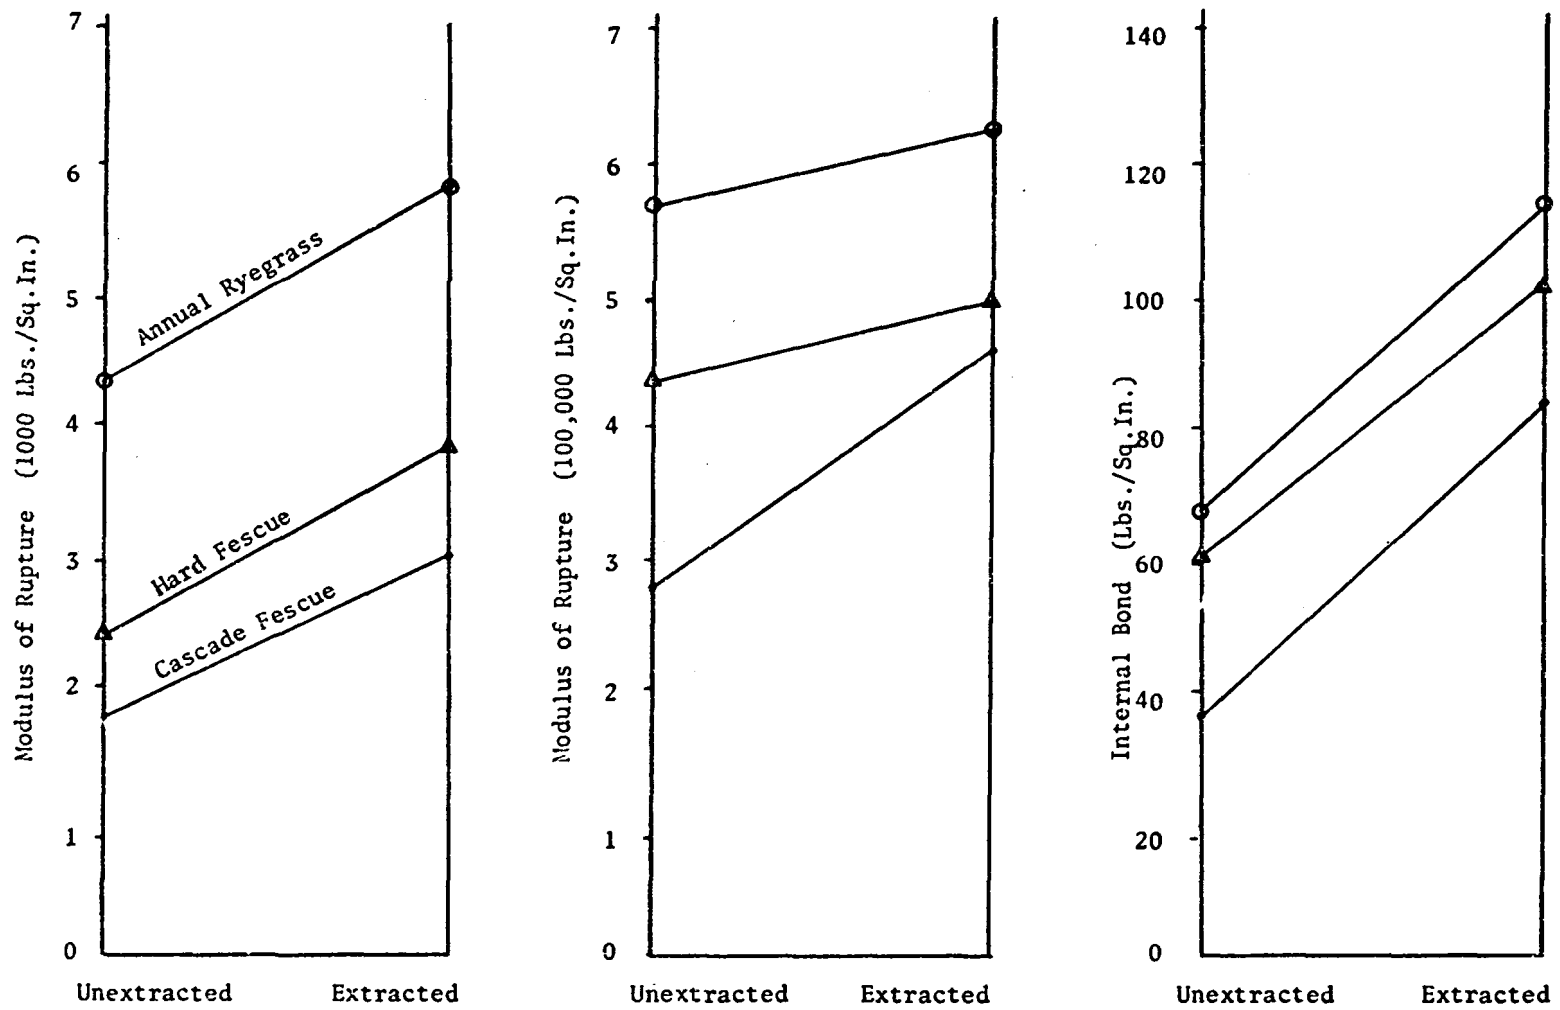 Modulus of Rupture (1000 Lbs./Sq.In.)
7
6
5
4
3
2
1
0
Annual Ryegrass
Hard Fescue
Cascade Fescue
Unextracted Extracted
Modulus of Rupture (100,000 Lbs./Sq.In.)
7
6
5
4
3
2
1
0
Unextracted Extracted
Internal Bond (Lbs./Sq.In.)
140
120
100
80
60
40
20
0
Unextracted Extracted